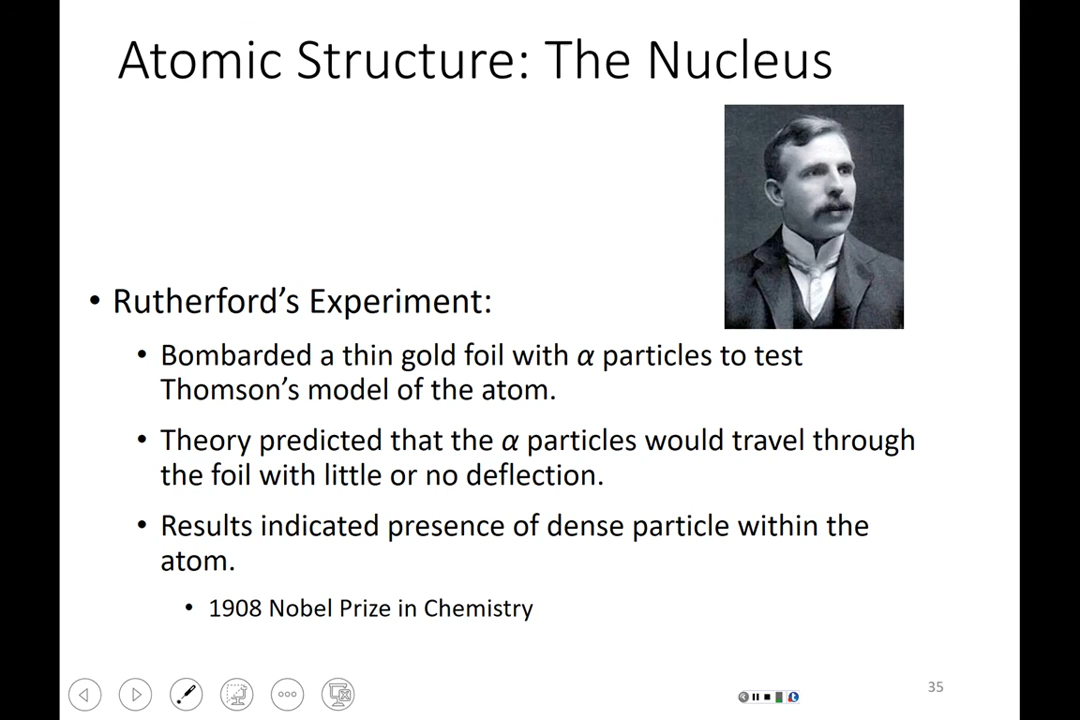 Atomic Structure: The Nucleus
• Rutherford’s Experiment:
• Bombarded a thin gold foil with α particles to test
Thomson’s model of the atom.
• Theory predicted that the α particles would travel through
the foil with little or no deflection.
• Results indicated presence of dense particle within the
atom.
• 1908 Nobel Prize in Chemistry
35